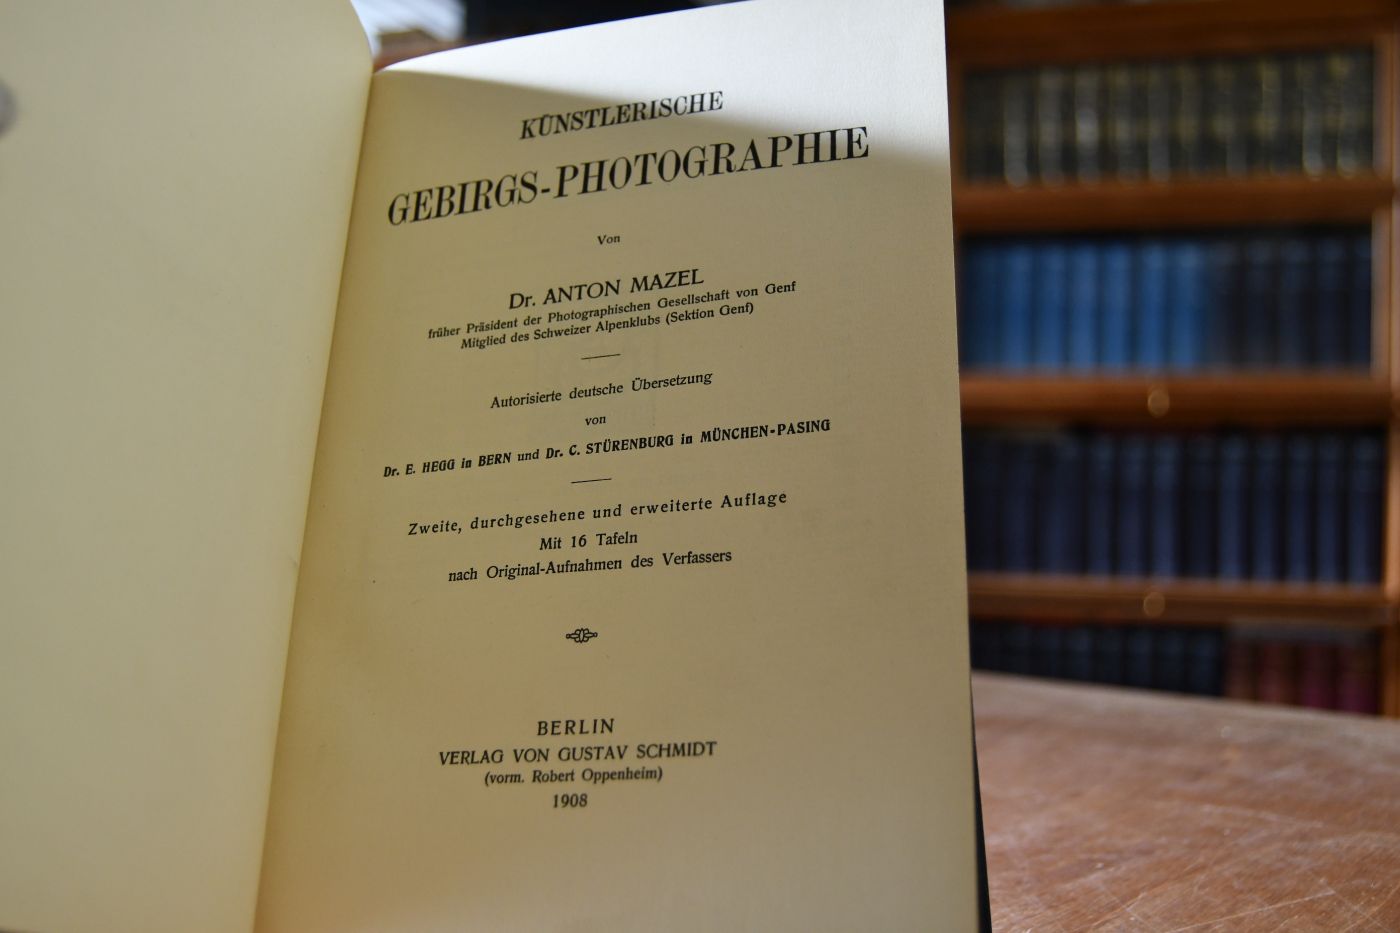 KÜNSTLERISCHE
GEBIRGS-PHOTOGRAPHIE
Von
Dr. ANTON MAZEL
früher Präsident der Photographischen Gesellschaft von Genf
Mitglied des Schweizer Alpenklubs (Sektion Genf)
Autorisierte deutsche Übersetzung
von
Dr. E. HEGG in BERN und Dr. C. STÜRENBURG in MÜNCHEN-PASING
Zweite, durchgesehene und erweiterte Auflage
Mit 16 Tafeln
nach Original-Aufnahmen des Verfassers
BERLIN
VERLAG VON GUSTAV SCHMIDT
(vorm. Robert Oppenheim)
1908